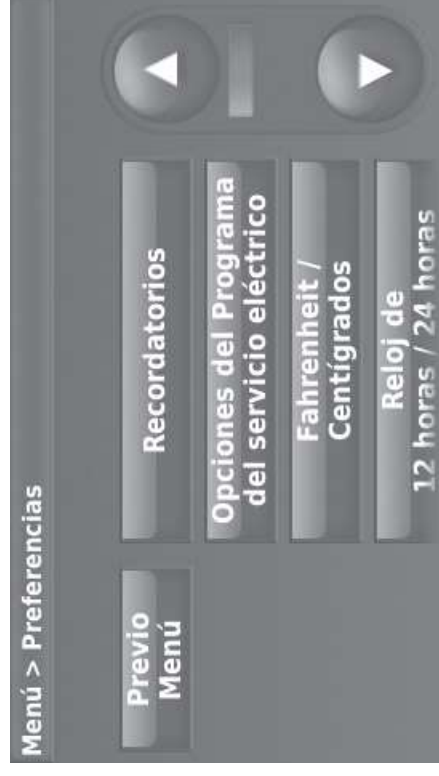 Menú > Preferencias
Previo
Menú
Recordatorios
Opciones del Programa
del servicio eléctrico
Fahrenheit /
Centígrados
Reloj de
12 horas / 24 horas